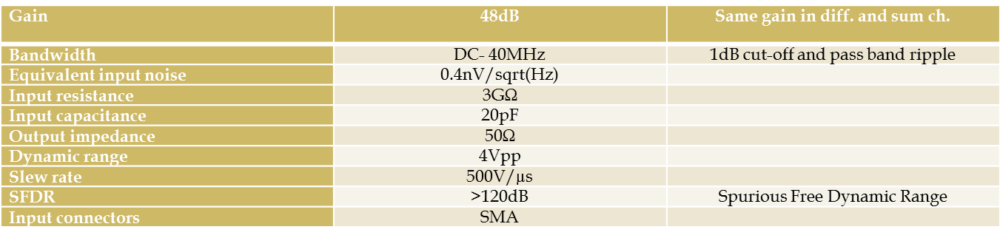 Gain 48dB Same gain in diff. and sum ch.
Bandwidth DC- 40MHz 1dB cut-off and pass band ripple
Equivalent input noise 0.4nV/sqrt(Hz)
Input resistance 3GΩ
Input capacitance 20pF
Output impedance 50Ω
Dynamic range 4Vpp
Slew rate 500V/µs
SFDR >120dB Spurious Free Dynamic Range
Input connectors SMA